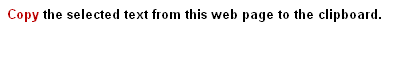 Copy the selected text from this web page to the clipboard.